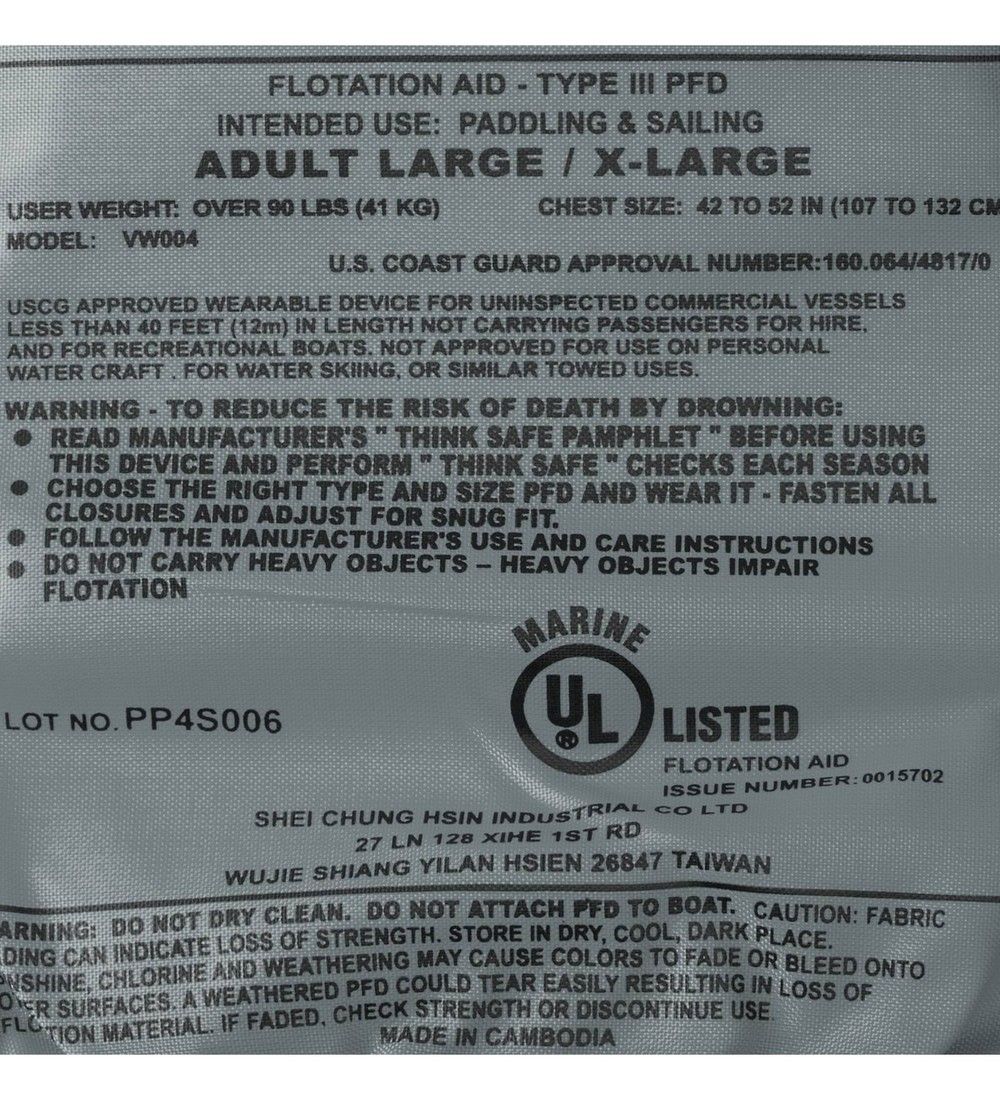 FLOTATION AID - TYPE III PFD
INTENDED USE: PADDLING & SAILING
ADULT LARGE / X-LARGE
USER WEIGHT: OVER 90 LBS (41 KG) CHEST SIZE: 42 TO 52 IN (107 TO 132 CM
MODEL: VW004
U.S. COAST GUARD APPROVAL NUMBER:160.064/4817/0
USCG APPROVED WEARABLE DEVICE FOR UNINSPECTED COMMERCIAL VESSELS
LESS THAN 40 FEET (12m) IN LENGTH NOT CARRYING PASSENGERS FOR HIRE,
AND FOR RECREATIONAL BOATS. NOT APPROVED FOR USE ON PERSONAL
WATER CRAFT . FOR WATER SKIING, OR SIMILAR TOWED USES.
WARNING - TO REDUCE THE RISK OF DEATH BY DROWNING:
● READ MANUFACTURER'S " THINK SAFE PAMPHLET " BEFORE USING
THIS DEVICE AND PERFORM " THINK SAFE " CHECKS EACH SEASON
● CHOOSE THE RIGHT TYPE AND SIZE PFD AND WEAR IT - FASTEN ALL
CLOSURES AND ADJUST FOR SNUG FIT.
● FOLLOW THE MANUFACTURER'S USE AND CARE INSTRUCTIONS
● DO NOT CARRY HEAVY OBJECTS – HEAVY OBJECTS IMPAIR
FLOTATION
MARINE
UL ®
LISTED
LOT NO. PP4S006
FLOTATION AID
ISSUE NUMBER: 0015702
SHEI CHUNG HSIN INDUSTRIAL CO LTD
27 LN 128 XIHE 1ST RD
WUJIE SHIANG YILAN HSIEN 26847 TAIWAN
ARNING: DO NOT DRY CLEAN. DO NOT ATTACH PFD TO BOAT. CAUTION: FABRIC
DING CAN INDICATE LOSS OF STRENGTH. STORE IN DRY, COOL, DARK PLACE.
NSHINE, CHLORINE AND WEATHERING MAY CAUSE COLORS TO FADE OR BLEED ONTO
SURFACES. A WEATHERED PFD COULD TEAR EASILY RESULTING IN LOSS OF
MATERIAL. IF FADED, CHECK STRENGTH OR DISCONTINUE USE.
MADE IN CAMBODIA